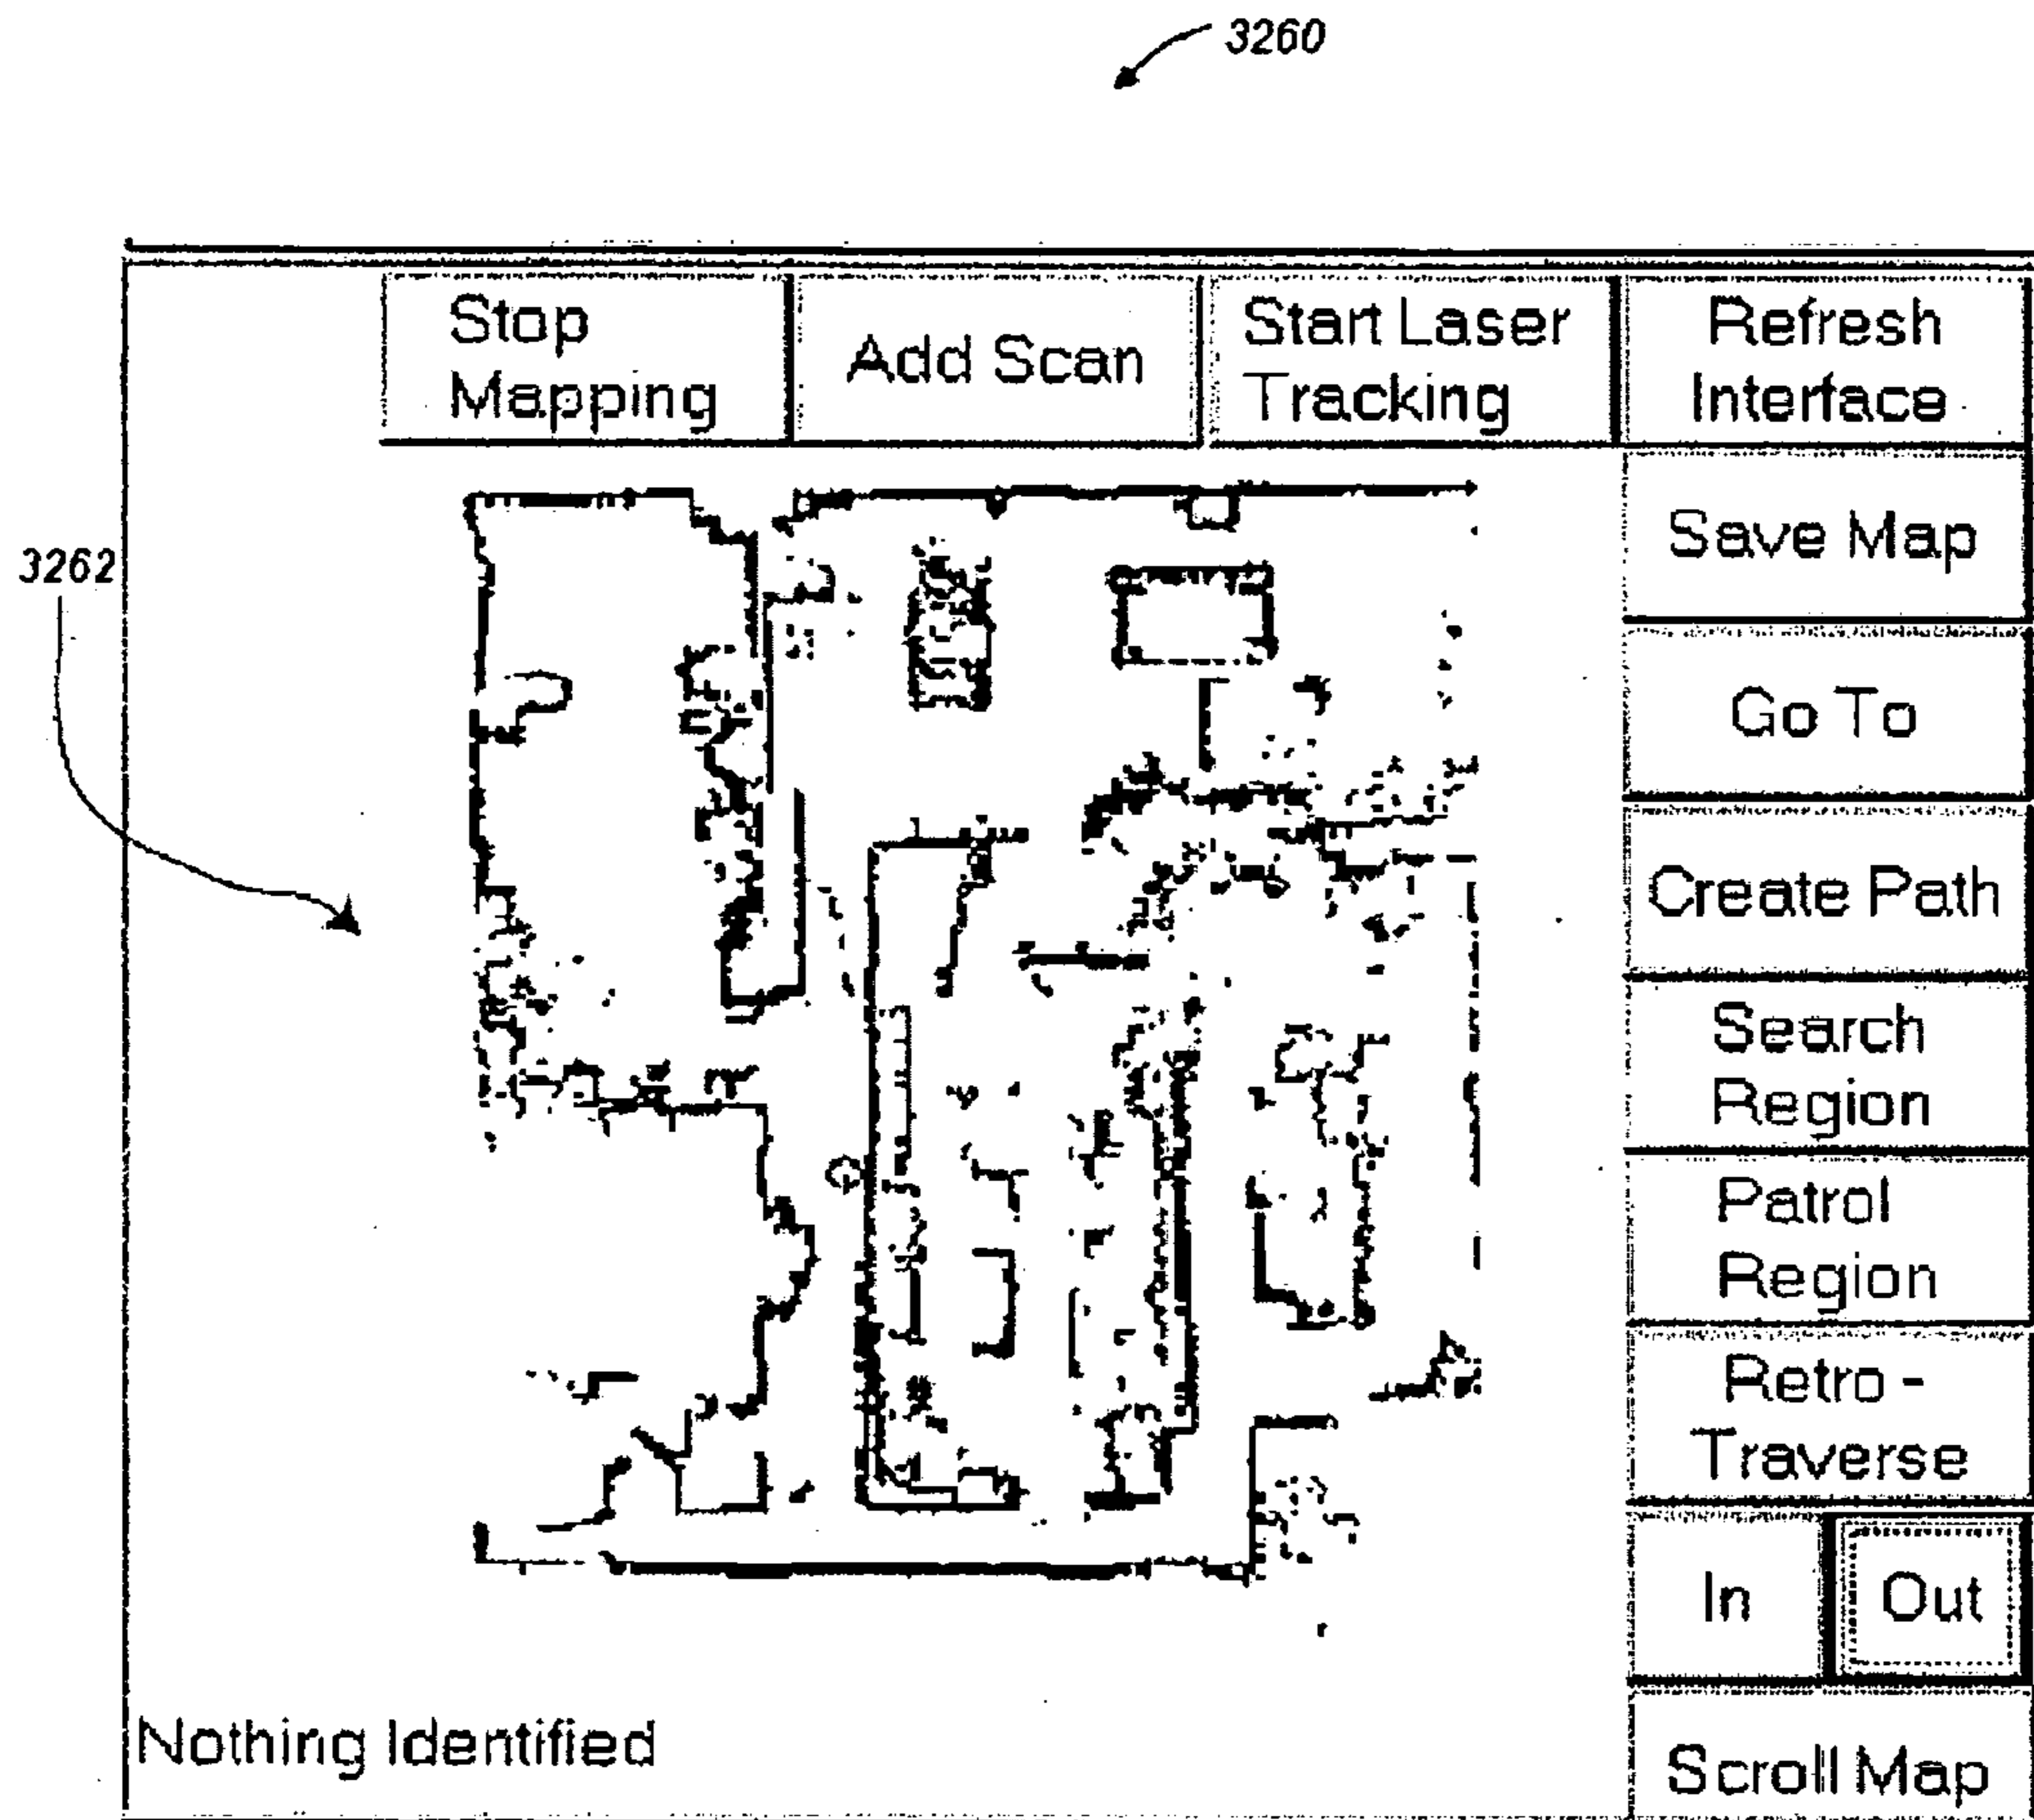 3260
Stop
Mapping
Add Scan
Start Laser
Tracking
Refresh
Interface
Save Map
3262
Go To
Create Path
Search
Region
Patrol
Region
Retro -
Traverse
In
Out
Nothing Identified
Scroll Map